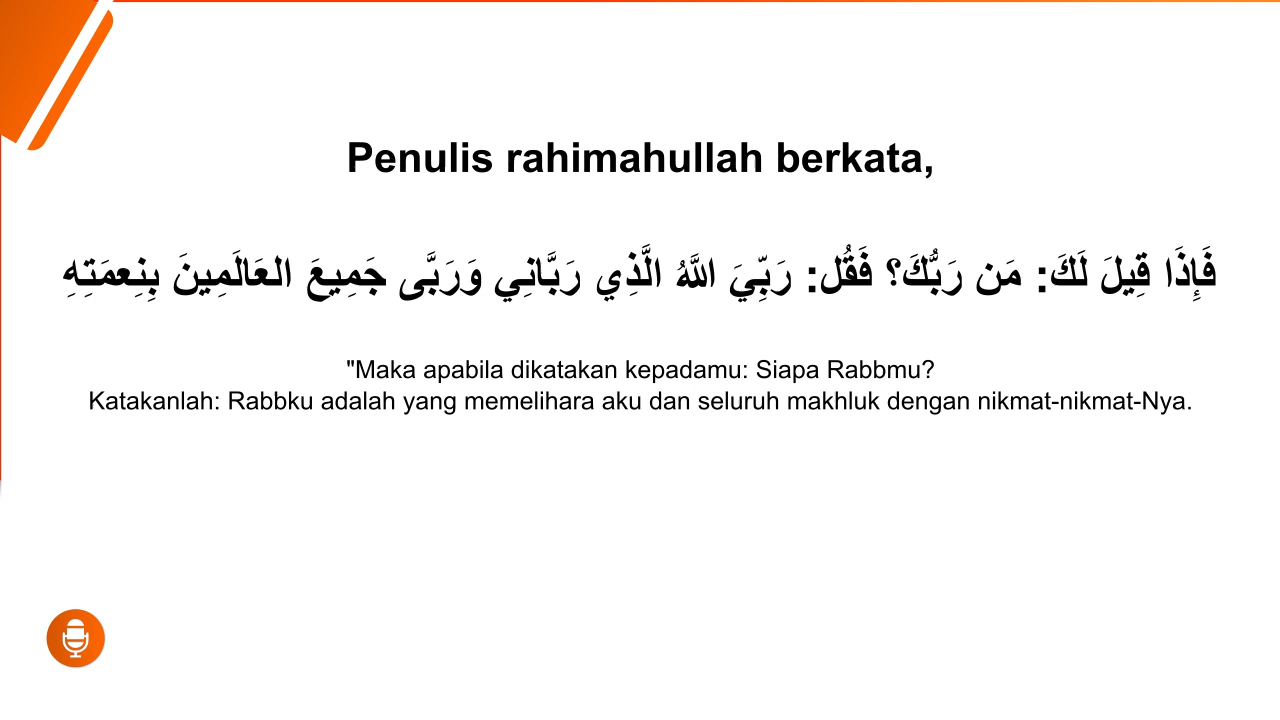 Penulis rahimahullah berkata,
فَإِذَا قِيلَ لَكَ: مَن رَبُّكَ؟ فَقُل: رَبِّيَ اللَّهُ الَّذِي رَبَّانِي وَرَبَّى جَمِيعَ العَالَمِينَ بِنِعمَتِهِ
"Maka apabila dikatakan kepadamu: Siapa Rabbmu?
Katakanlah: Rabbku adalah yang memelihara aku dan seluruh makhluk dengan nikmat-nikmat-Nya.